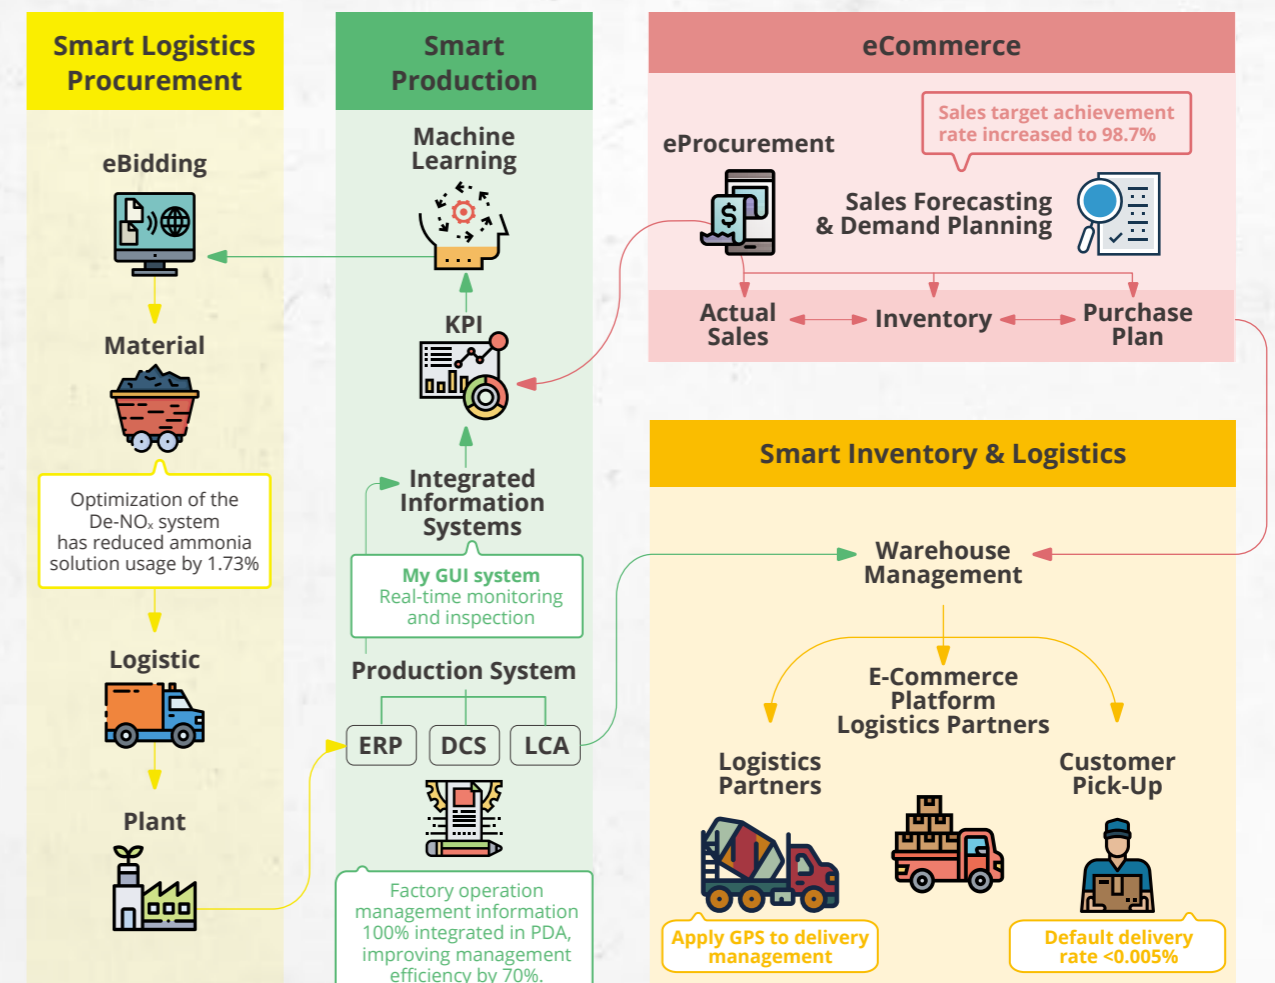 Smart Logistics
Procurement
eBidding
Material
Optimization of the
De-NOₓ system
has reduced ammonia
solution usage by 1.73%
Logistic
Plant
Smart
Production
Machine
Learning
KPI
Integrated
Information
Systems
My GUI system
Real-time monitoring
and inspection
Production System
ERP
DCS
LCA
Factory operation
management information
100% integrated in PDA,
improving management
efficiency by 70%.
eCommerce
Sales target achievement
rate increased to 98.7%
eProcurement
$
Sales Forecasting
& Demand Planning
Actual
Sales
Inventory
Purchase
Plan
Smart Inventory & Logistics
Warehouse
Management
E-Commerce
Platform
Logistics Partners
Logistics
Partners
Customer
Pick-Up
Apply GPS to delivery
management
Default delivery
rate <0.005%